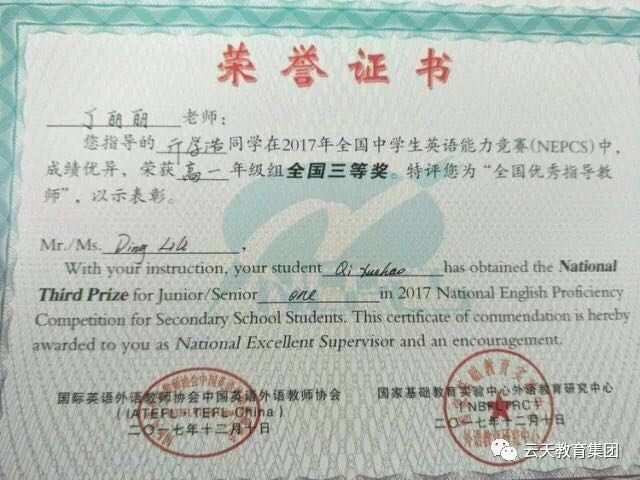 荣誉证书
丁丽丽 老师：
您指导的 亓学浩 同学在2017年全国中学生英语能力竞赛(NEPCS)中，
成绩优异，荣获 高一 年级组全国三等奖。特评您为“全国优秀指导教
师”，以示表彰。
Mr./Ms. Ding Lili ,
With your instruction, your student Qi Xuehao has obtained the National
Third Prize for Junior/Senior one in 2017 National English Proficiency
Competition for Secondary School Students. This certificate of commendation is hereby
awarded to you as National Excellent Supervisor and an encouragement.
国际英语外语教师协会中国英语外语教师协会
(IATEFL·TEFL China)
二〇一七年十二月十日
国家基础教育实验中心外语教育研究中心
(NBFLTRC)
二〇一七年十二月十日
外语教育研究中心
云天教育集团